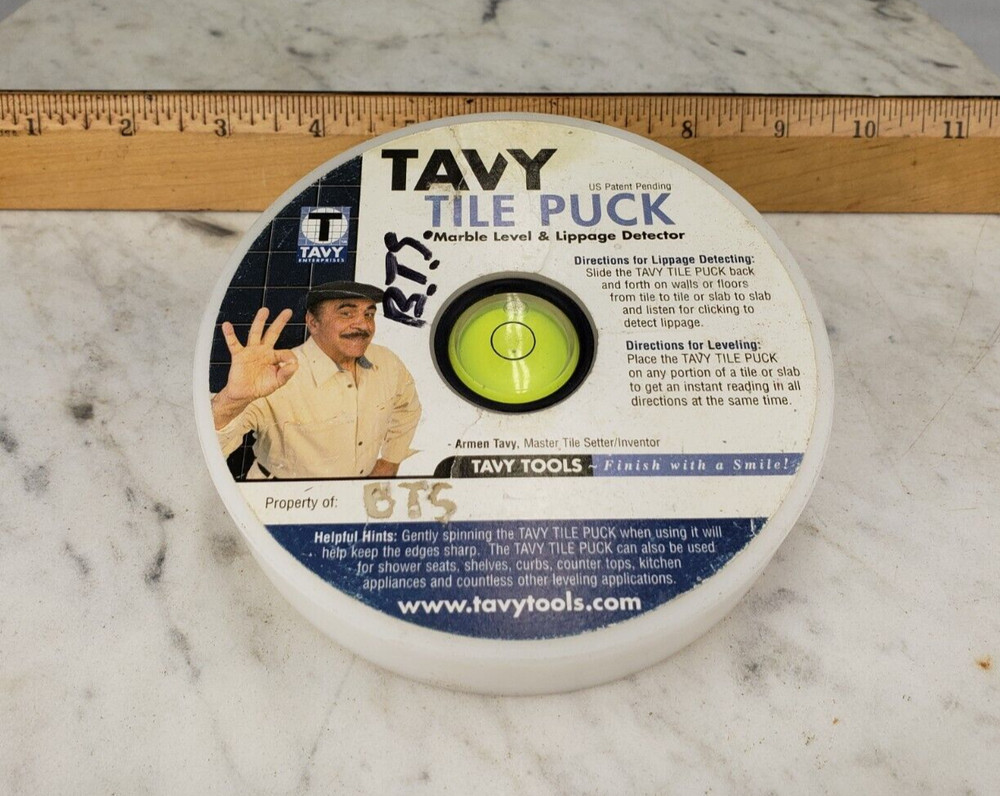 1 2 3 4 8 9 10 11
TAVY
US Patent Pending
TILE PUCK
Marble Level & Lippage Detector
T
TAVY
ENTERPRISES
B.T.S.
Directions for Lippage Detecting:
Slide the TAVY TILE PUCK back
and forth on walls or floors
from tile to tile or slab to slab
and listen for clicking to
detect lippage.
Directions for Leveling:
Place the TAVY TILE PUCK
on any portion of a tile or slab
to get an instant reading in all
directions at the same time.
- Armen Tavy, Master Tile Setter/Inventor
TAVY TOOLS ~ Finish with a Smile!
Property of: BTS
Helpful Hints: Gently spinning the TAVY TILE PUCK when using it will
help keep the edges sharp. The TAVY TILE PUCK can also be used
for shower seats, shelves, curbs, counter tops, kitchen
appliances and countless other leveling applications.
www.tavytools.com